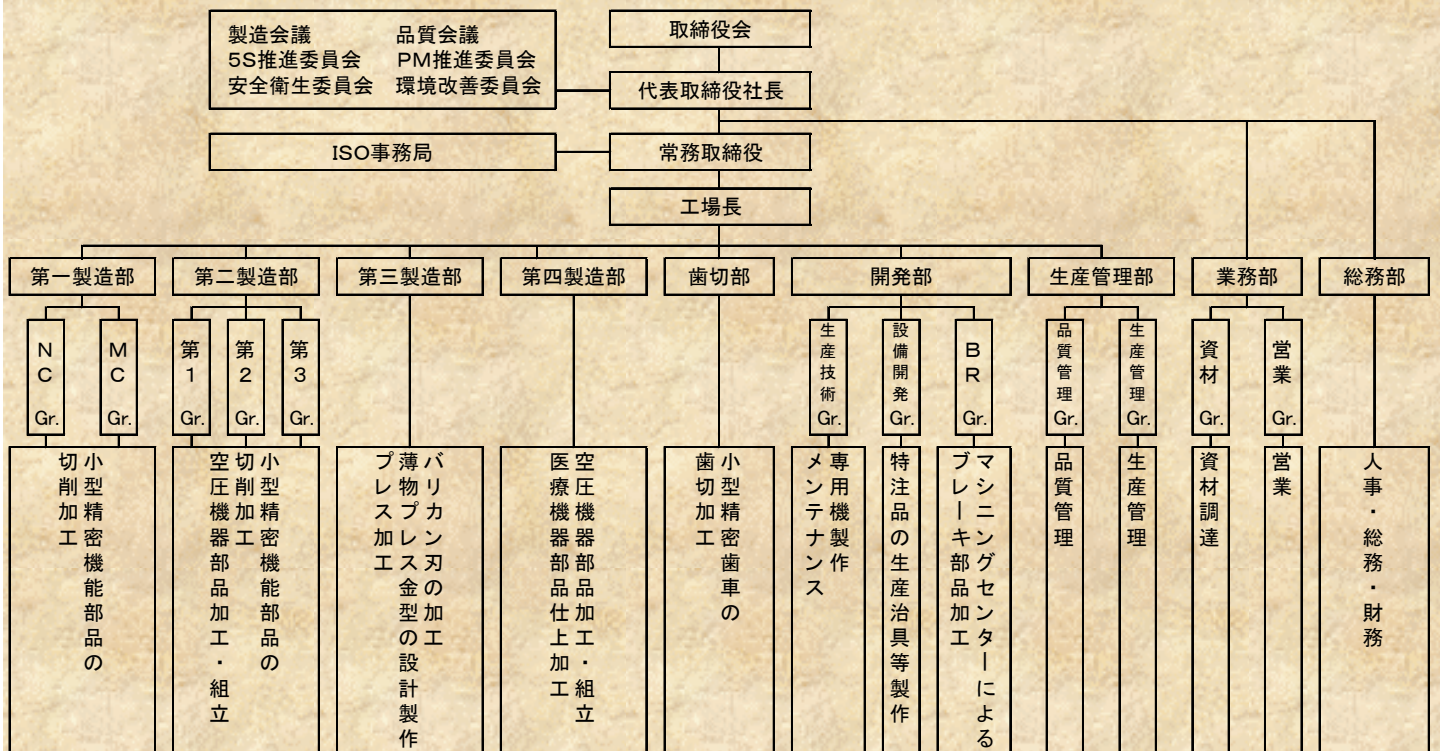 製造会議 品質会議
5S推進委員会 PM推進委員会
安全衛生委員会 環境改善委員会
取締役会
代表取締役社長
ISO事務局
常務取締役
工場長
第一製造部
第二製造部
第三製造部
第四製造部
歯切部
開発部
生産管理部
業務部
総務部
NC Gr.
MC Gr.
第1 Gr.
第2 Gr.
第3 Gr.
生産技術 Gr.
設備開発 Gr.
BR Gr.
品質管理 Gr.
生産管理 Gr.
資材 Gr.
営業 Gr.
小型精密機能部品の
切削加工
小型精密機能部品の
切削加工
空圧機器部品加工・組立
バリカン刃の加工
薄物プレス金型の設計製作
プレス加工
空圧機器部品加工・組立
医療機器部品仕上加工
小型精密歯車の
歯切加工
専用機製作
メンテナンス
特注品の生産治具等製作
マシニングセンターによる
ブレーキ部品加工
品質管理
生産管理
資材調達
営業
人事・総務・財務